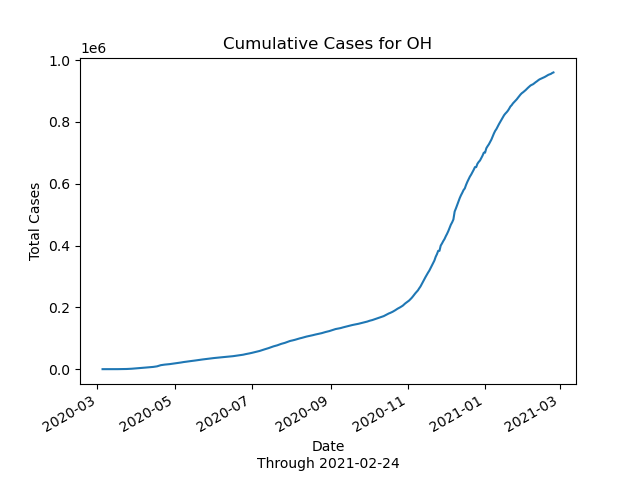 Cumulative Cases for OH
1e6
1.0
0.8
0.6
0.4
0.2
0.0
Total Cases
2020-03
2020-05
2020-07
2020-09
2020-11
2021-01
2021-03
Date
Through 2021-02-24